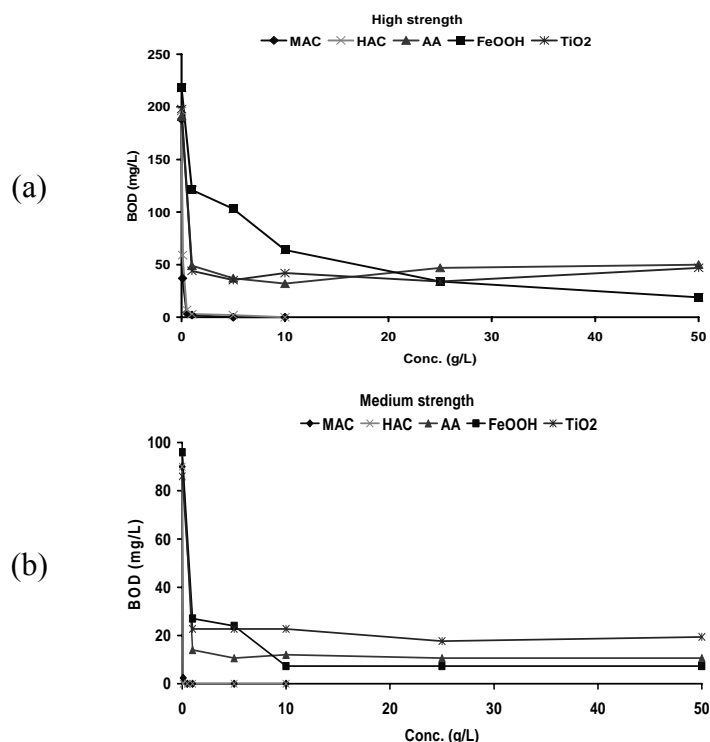 High strength
MAC HAC AA FeOOH TiO2
250
200
150
100
50
0
BOD (mg/L)
(a)
0 10 20 30 40 50
Conc. (g/L)
Medium strength
MAC HAC AA FeOOH TiO2
100
80
60
40
20
0
BOD (mg/L)
(b)
0 10 20 30 40 50
Conc. (g/L)